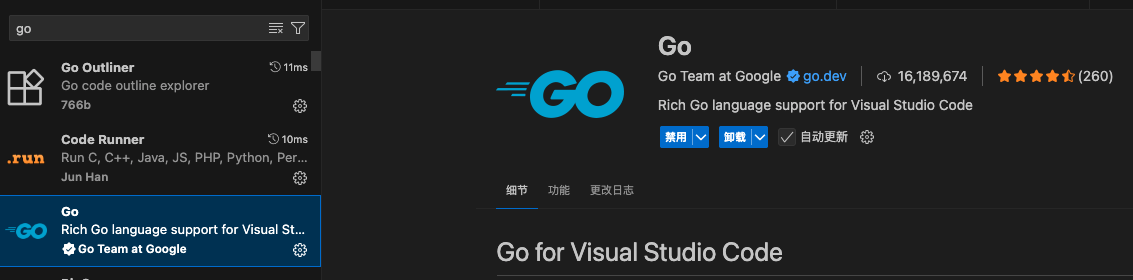 go
Go Outliner
11ms
Go code outline explorer
766b
Code Runner
10ms
.run
Run C, C++, Java, JS, PHP, Python, Per...
Jun Han
Go
GO
Rich Go language support for Visual St...
Go Team at Google
GO
Go
Go Team at Google go.dev 16,189,674 (260)
Rich Go language support for Visual Studio Code
禁用 卸载 自动更新
细节 功能 更改日志
Go for Visual Studio Code